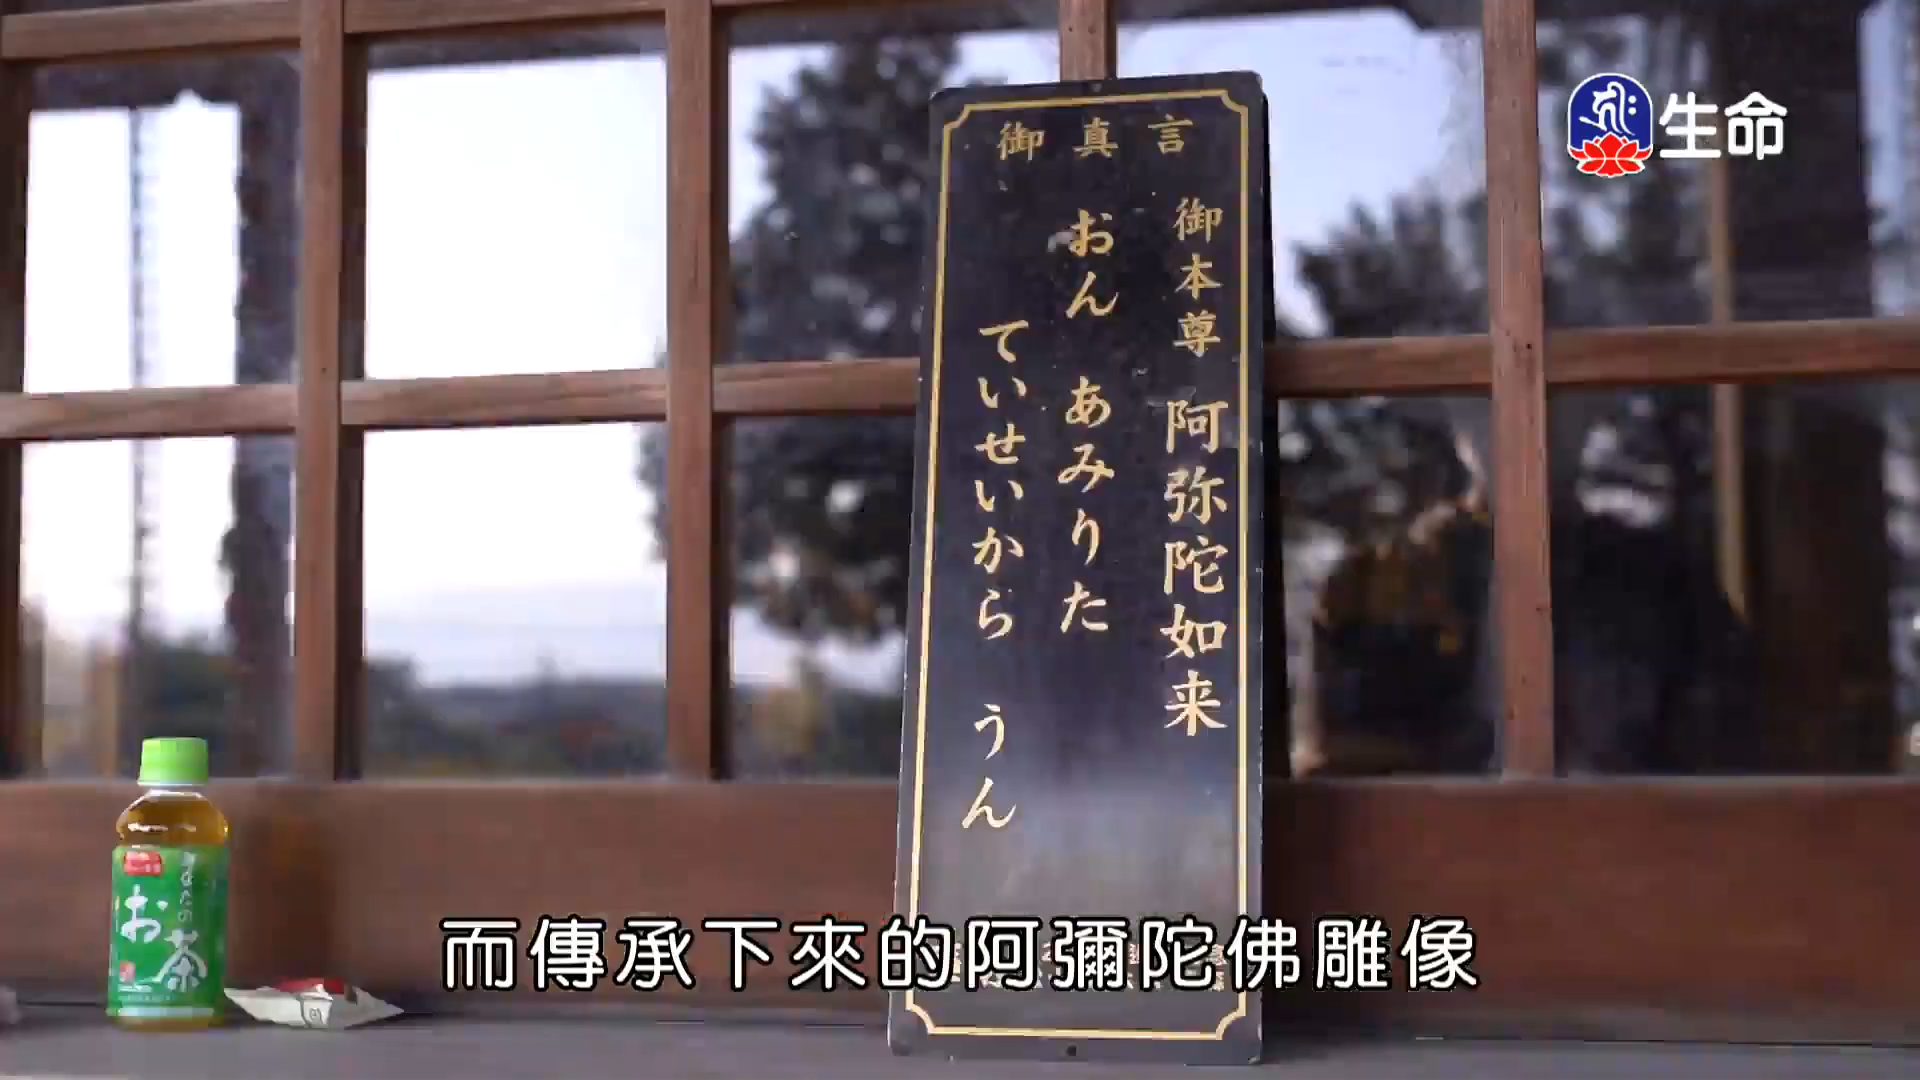 生命
御真言
御本尊 阿弥陀如来
おん あみりた
ていせいから うん
お茶
而傳承下來的阿彌陀佛雕像